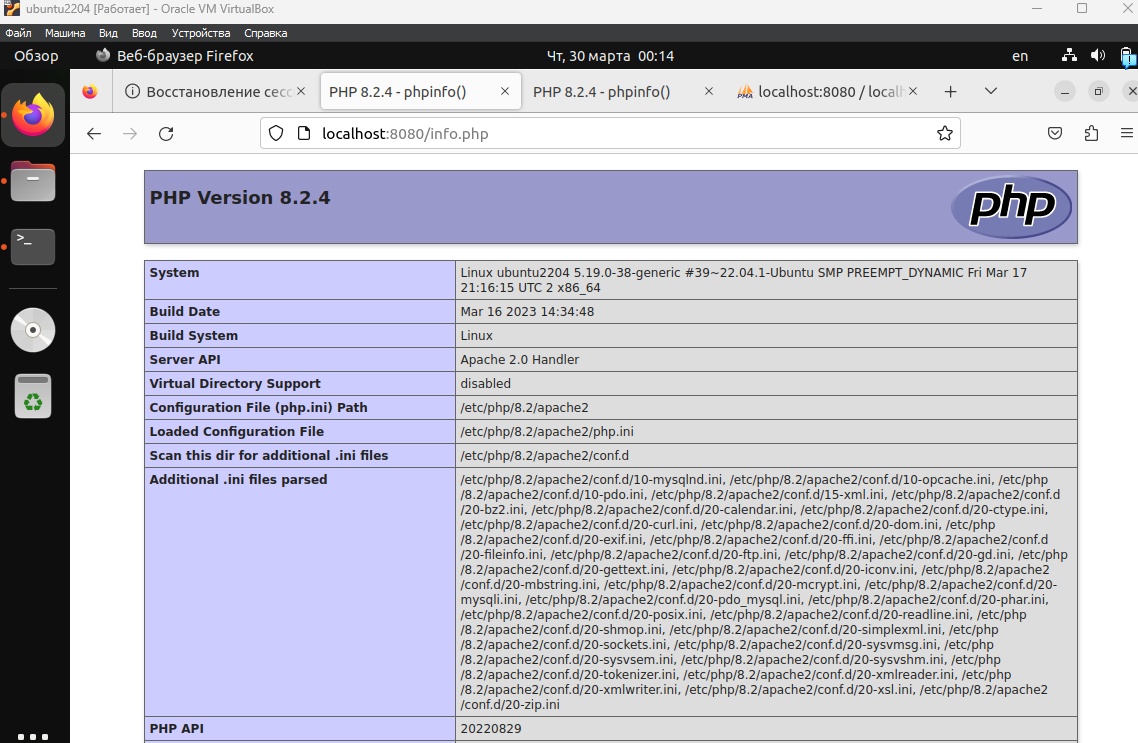 ubuntu2204 [Работает] - Oracle VM VirtualBox
Файл Машина Вид Ввод Устройства Справка
Обзор Веб-браузер Firefox Чт, 30 марта 00:14 en
Восстановление сесс PHP 8.2.4 - phpinfo() PHP 8.2.4 - phpinfo() PMA localhost:8080 / localh
localhost:8080/info.php
PHP Version 8.2.4 php
System Linux ubuntu2204 5.19.0-38-generic #39~22.04.1-Ubuntu SMP PREEMPT_DYNAMIC Fri Mar 17
21:16:15 UTC 2 x86_64
Build Date Mar 16 2023 14:34:48
Build System Linux
Server API Apache 2.0 Handler
Virtual Directory Support disabled
Configuration File (php.ini) Path /etc/php/8.2/apache2
Loaded Configuration File /etc/php/8.2/apache2/php.ini
Scan this dir for additional .ini files /etc/php/8.2/apache2/conf.d
Additional .ini files parsed /etc/php/8.2/apache2/conf.d/10-mysqlnd.ini, /etc/php/8.2/apache2/conf.d/10-opcache.ini, /etc/php
/8.2/apache2/conf.d/10-pdo.ini, /etc/php/8.2/apache2/conf.d/15-xml.ini, /etc/php/8.2/apache2/conf.d
/20-bz2.ini, /etc/php/8.2/apache2/conf.d/20-calendar.ini, /etc/php/8.2/apache2/conf.d/20-ctype.ini,
/etc/php/8.2/apache2/conf.d/20-curl.ini, /etc/php/8.2/apache2/conf.d/20-dom.ini, /etc/php
/8.2/apache2/conf.d/20-exif.ini, /etc/php/8.2/apache2/conf.d/20-ffi.ini, /etc/php/8.2/apache2/conf.d
/20-fileinfo.ini, /etc/php/8.2/apache2/conf.d/20-ftp.ini, /etc/php/8.2/apache2/conf.d/20-gd.ini, /etc/php
/8.2/apache2/conf.d/20-gettext.ini, /etc/php/8.2/apache2/conf.d/20-iconv.ini, /etc/php/8.2/apache2
/conf.d/20-mbstring.ini, /etc/php/8.2/apache2/conf.d/20-mcrypt.ini, /etc/php/8.2/apache2/conf.d/20-
mysqli.ini, /etc/php/8.2/apache2/conf.d/20-pdo_mysql.ini, /etc/php/8.2/apache2/conf.d/20-phar.ini,
/etc/php/8.2/apache2/conf.d/20-posix.ini, /etc/php/8.2/apache2/conf.d/20-readline.ini, /etc/php
/8.2/apache2/conf.d/20-shmop.ini, /etc/php/8.2/apache2/conf.d/20-simplexml.ini, /etc/php
/8.2/apache2/conf.d/20-sockets.ini, /etc/php/8.2/apache2/conf.d/20-sysvmsg.ini, /etc/php
/8.2/apache2/conf.d/20-sysvsem.ini, /etc/php/8.2/apache2/conf.d/20-sysvshm.ini, /etc/php
/8.2/apache2/conf.d/20-tokenizer.ini, /etc/php/8.2/apache2/conf.d/20-xmlreader.ini, /etc/php
/8.2/apache2/conf.d/20-xmlwriter.ini, /etc/php/8.2/apache2/conf.d/20-xsl.ini, /etc/php/8.2/apache2
/conf.d/20-zip.ini
PHP API 20220829